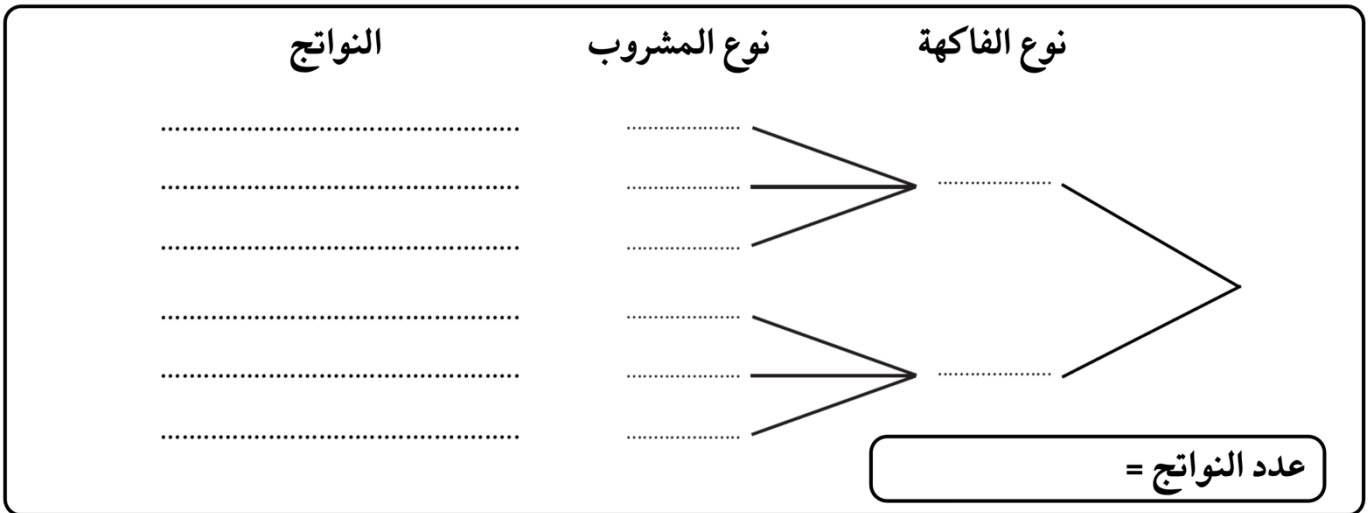 نوع الفاكهة نوع المشروب النواتج
عدد النواتج =